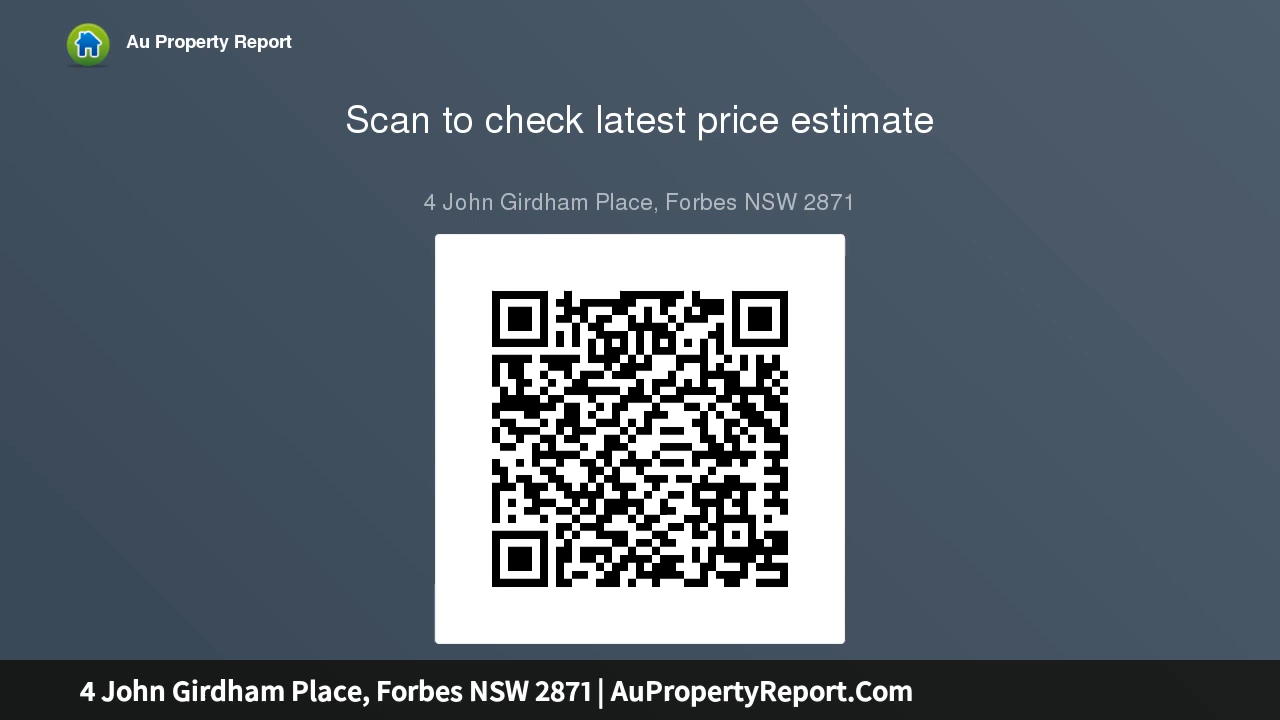 Au Property Report
Scan to check latest price estimate
4 John Girdham Place, Forbes NSW 2871
4 John Girdham Place, Forbes NSW 2871 | AuPropertyReport.Com